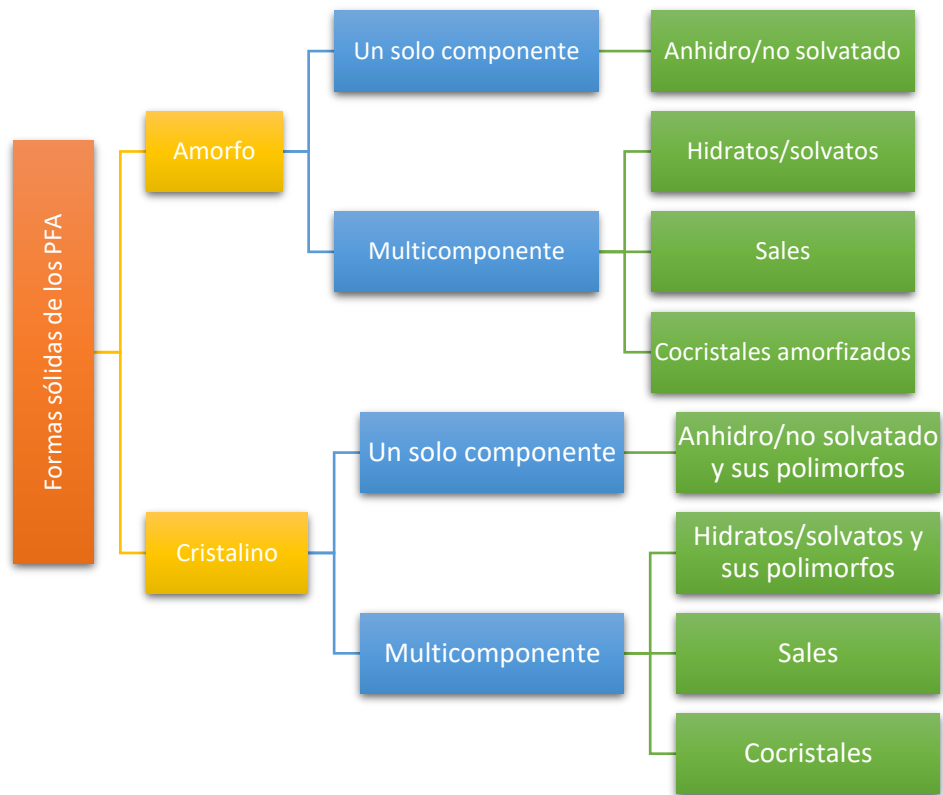 Formas sólidas de los PFA
Amorfo
Un solo componente
Anhidro/no solvatado
Multicomponente
Hidratos/solvatos
Sales
Cocristales amorfizados
Cristalino
Un solo componente
Anhidro/no solvatado
y sus polimorfos
Multicomponente
Hidratos/solvatos y
sus polimorfos
Sales
Cocristales